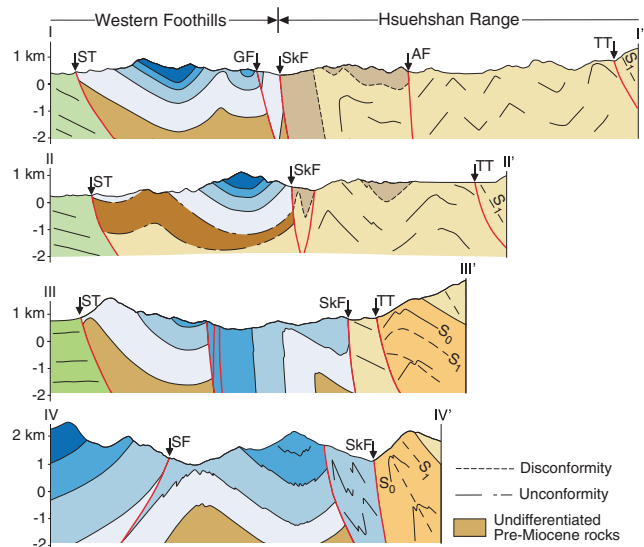 Western Foothills Hsuehshan Range
I I'
ST GF SkF AF TT
S₁
1 km
0
-1
-2
II II'
ST SkF TT
S₁
1 km
0
-1
-2
III III'
ST SkF TT
S₀
S₁
1 km
0
-1
-2
IV IV'
SF SkF
S₁
S₀
2 km
1
0
-1
-2
Disconformity
Unconformity
Undifferentiated
Pre-Miocene
rocks